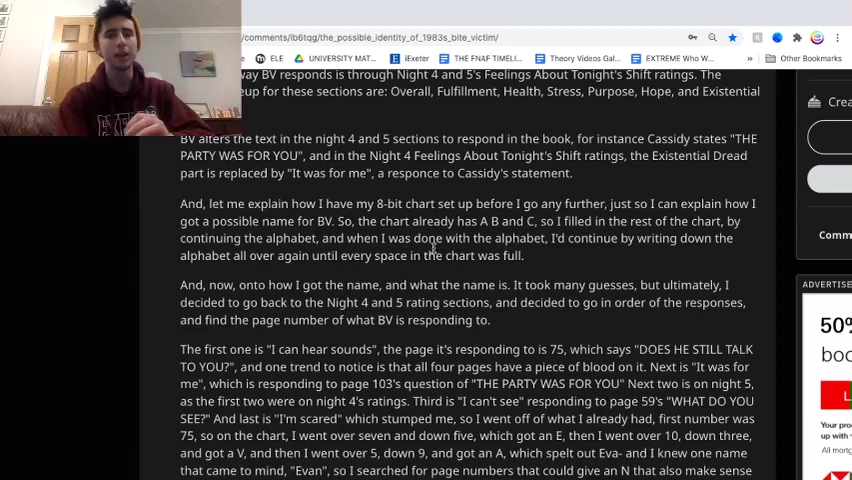 /comments/lb6tqg/the_possible_identity_of_1983s_bite_victim/
ELE
UNIVERSITY MAT...
iExeter
THE FNAF TIMELI...
Theory Videos Gal...
EXTREME Who W...
»
Other Bookmarks
way BV responds is through Night 4 and 5's Feelings About Tonight's Shift ratings. The
up for these sections are: Overall, Fulfillment, Health, Stress, Purpose, Hope, and Existential
BV alters the text in the night 4 and 5 sections to respond in the book, for instance Cassidy states "THE
PARTY WAS FOR YOU", and in the Night 4 Feelings About Tonight's Shift ratings, the Existential Dread
part is replaced by "It was for me", a responce to Cassidy's statement.
And, let me explain how I have my 8-bit chart set up before I go any further, just so I can explain how I
got a possible name for BV. So, the chart already has A B and C, so I filled in the rest of the chart, by
continuing the alphabet, and when I was done with the alphabet, I'd continue by writing down the
alphabet all over again until every space in the chart was full.
And, now, onto how I got the name, and what the name is. It took many guesses, but ultimately, I
decided to go back to the Night 4 and 5 rating sections, and decided to go in order of the responses,
and find the page number of what BV is responding to.
The first one is "I can hear sounds", the page it's responding to is 75, which says "DOES HE STILL TALK
TO YOU?", and one trend to notice is that all four pages have a piece of blood on it. Next is "It was for
me", which is responding to page 103's question of "THE PARTY WAS FOR YOU" Next two is on night 5,
as the first two were on night 4's ratings. Third is "I can't see" responding to page 59's "WHAT DO YOU
SEE?" And last is "I'm scared" which stumped me, so I went off of what I already had, first number was
75, so on the chart, I went over seven and down five, which got an E, then I went over 10, down three,
and got a V, and then I went over 5, down 9, and got an A, which spelt out Eva- and I knew one name
that came to mind, "Evan", so I searched for page numbers that could give an N that also make sense
Crea
Comm
ADVERTISE
50%
boo
L
Your prop
up with y
All mortg